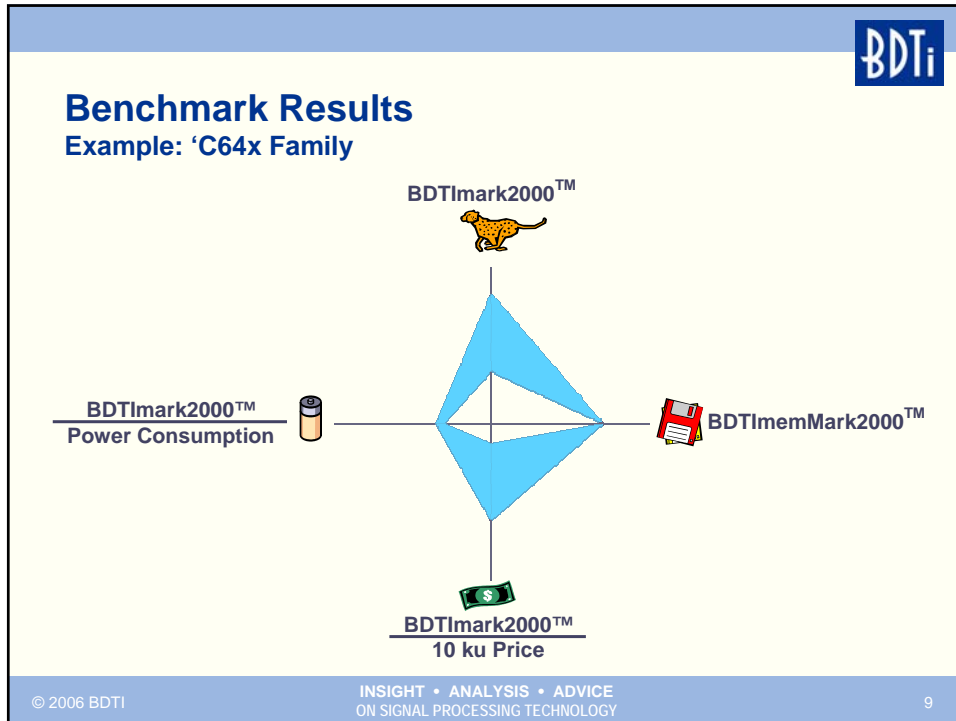 BDTi
Benchmark Results
Example: ‘C64x Family
BDTImark2000™
BDTImark2000™
Power Consumption
BDTImemMark2000™
$
BDTImark2000™
10 ku Price
© 2006 BDTI
INSIGHT • ANALYSIS • ADVICE
ON SIGNAL PROCESSING TECHNOLOGY
9